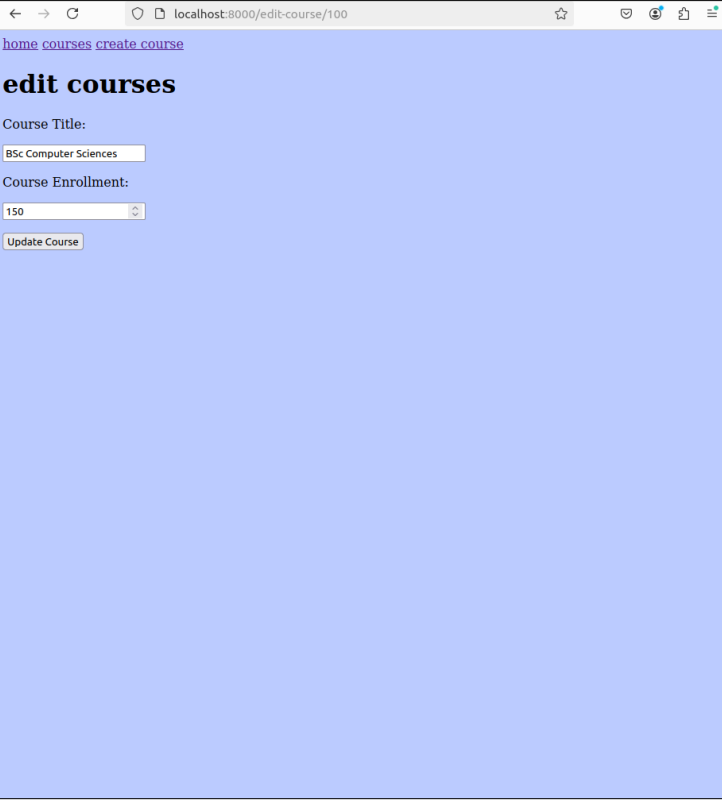 localhost:8000/edit-course/100
home courses create course
edit courses
Course Title:
BSc Computer Sciences
Course Enrollment:
150
Update Course